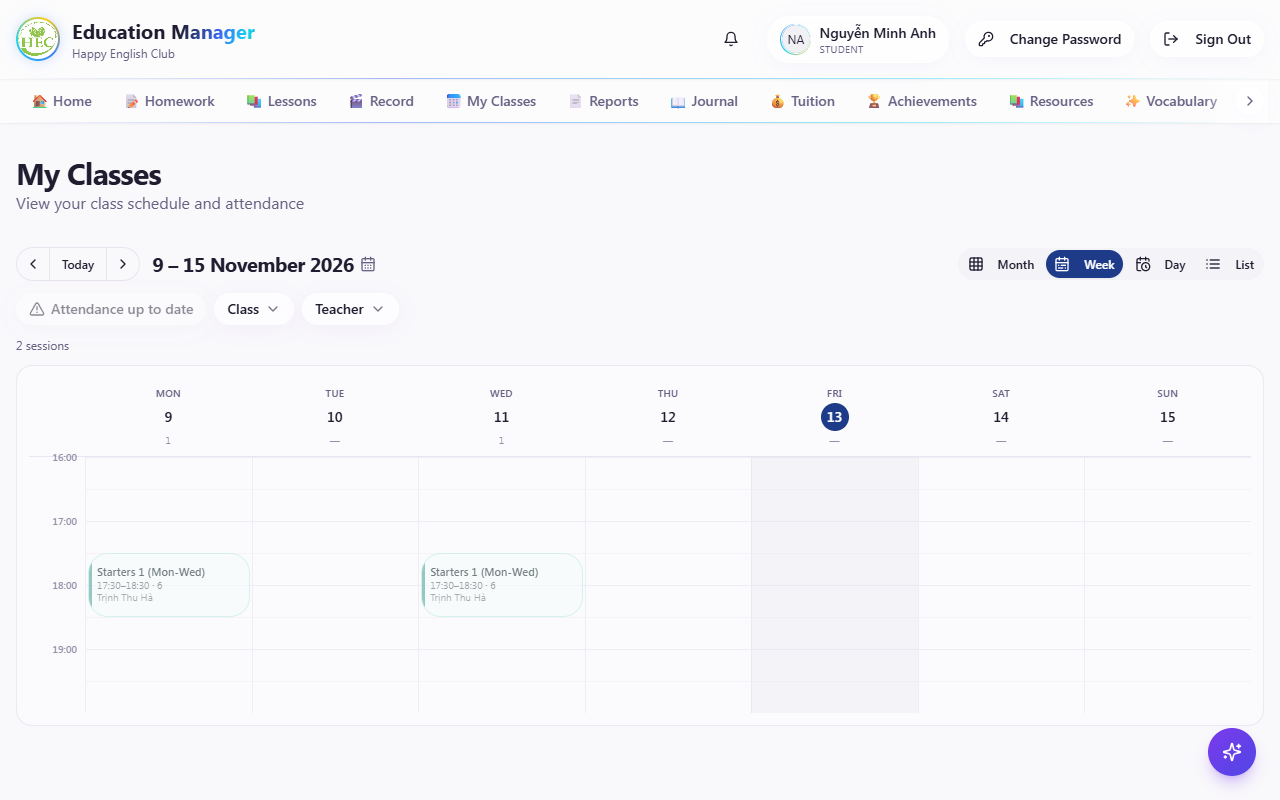 Education Manager
Happy English Club
HEC
NA
Nguyễn Minh Anh
STUDENT
Change Password
Sign Out
Home
Homework
Lessons
Record
My Classes
Reports
Journal
Tuition
Achievements
Resources
Vocabulary
My Classes
View your class schedule and attendance
Today
9 – 15 November 2026
Month
Week
Day
List
Attendance up to date
Class
Teacher
2 sessions
MON
TUE
WED
THU
FRI
SAT
SUN
9
10
11
12
13
14
15
1
—
1
—
—
—
—
16:00
17:00
18:00
19:00
Starters 1 (Mon-Wed)
17:30–18:30 · 6
Trịnh Thu Hà
Starters 1 (Mon-Wed)
17:30–18:30 · 6
Trịnh Thu Hà